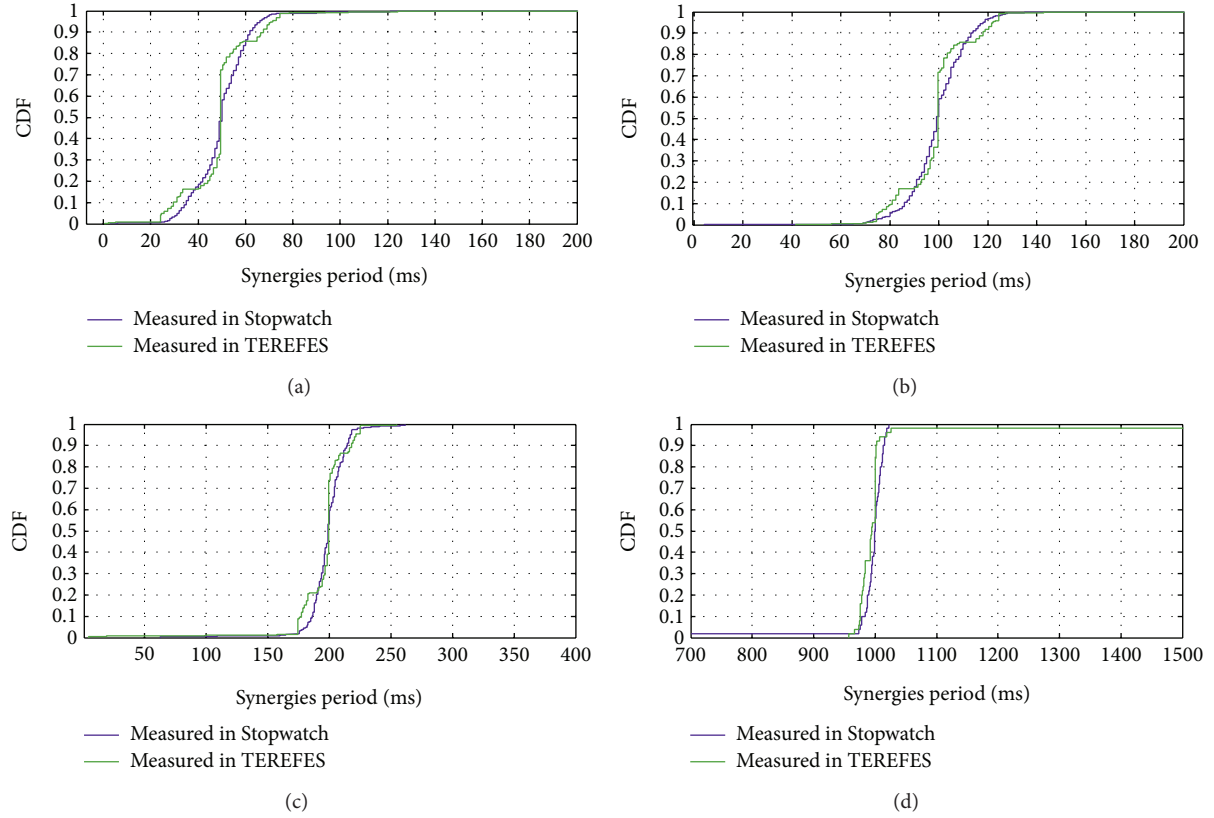 1
0.9
0.8
0.7
0.6
0.5
0.4
0.3
0.2
0.1
0
CDF
0 20 40 60 80 100 120 140 160 180 200
Synergies period (ms)
Measured in Stopwatch
Measured in TEREFES
(a)
1
0.9
0.8
0.7
0.6
0.5
0.4
0.3
0.2
0.1
0
CDF
0 20 40 60 80 100 120 140 160 180 200
Synergies period (ms)
Measured in Stopwatch
Measured in TEREFES
(b)
1
0.9
0.8
0.7
0.6
0.5
0.4
0.3
0.2
0.1
0
CDF
50 100 150 200 250 300 350 400
Synergies period (ms)
Measured in Stopwatch
Measured in TEREFES
(c)
1
0.9
0.8
0.7
0.6
0.5
0.4
0.3
0.2
0.1
0
CDF
700 800 900 1000 1100 1200 1300 1400 1500
Synergies period (ms)
Measured in Stopwatch
Measured in TEREFES
(d)